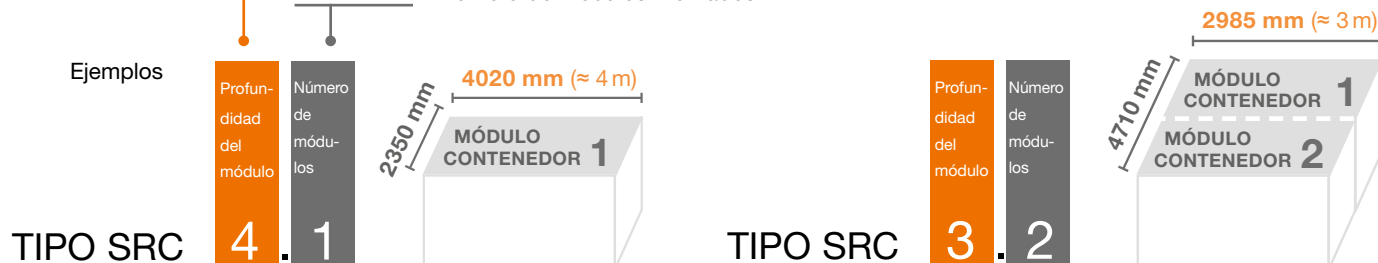 Ejemplos
Profun-
didad
del
módulo
Número
de
módu-
los
4020 mm (≈ 4 m)
2350 mm
MÓDULO
CONTENEDOR 1
TIPO SRC 4.1
2985 mm (≈ 3 m)
Profun-
didad
del
módulo
Número
de
módu-
los
4710 mm
MÓDULO
CONTENEDOR 1
MÓDULO
CONTENEDOR 2
TIPO SRC 3.2